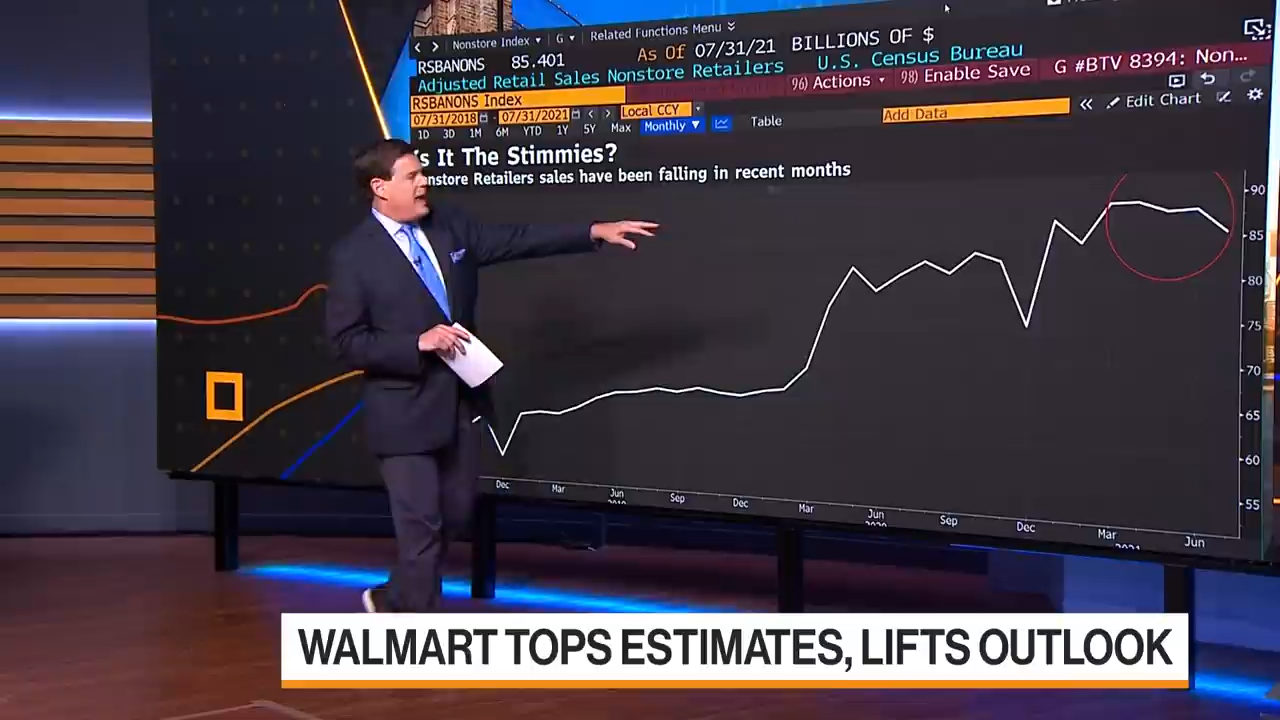 Nonstore Index G Related Functions Menu
RSBANONS 85.401 As Of 07/31/21 BILLIONS OF $
Adjusted Retail Sales Nonstore Retailers U.S. Census Bureau
RSBANONS Index 96) Actions 98) Enable Save G #BTV 8394: Non...
07/31/2018 - 07/31/2021 Local CCY Add Data « Edit Chart
1D 3D 1M 6M YTD 1Y 5Y Max Monthly ▼ Table
s It The Stimmies?
nstore Retailers sales have been falling in recent months
90
85
80
75
70
65
60
55
Dec Mar Jun Sep Dec Mar Jun Sep Dec Mar Jun
WALMART TOPS ESTIMATES, LIFTS OUTLOOK